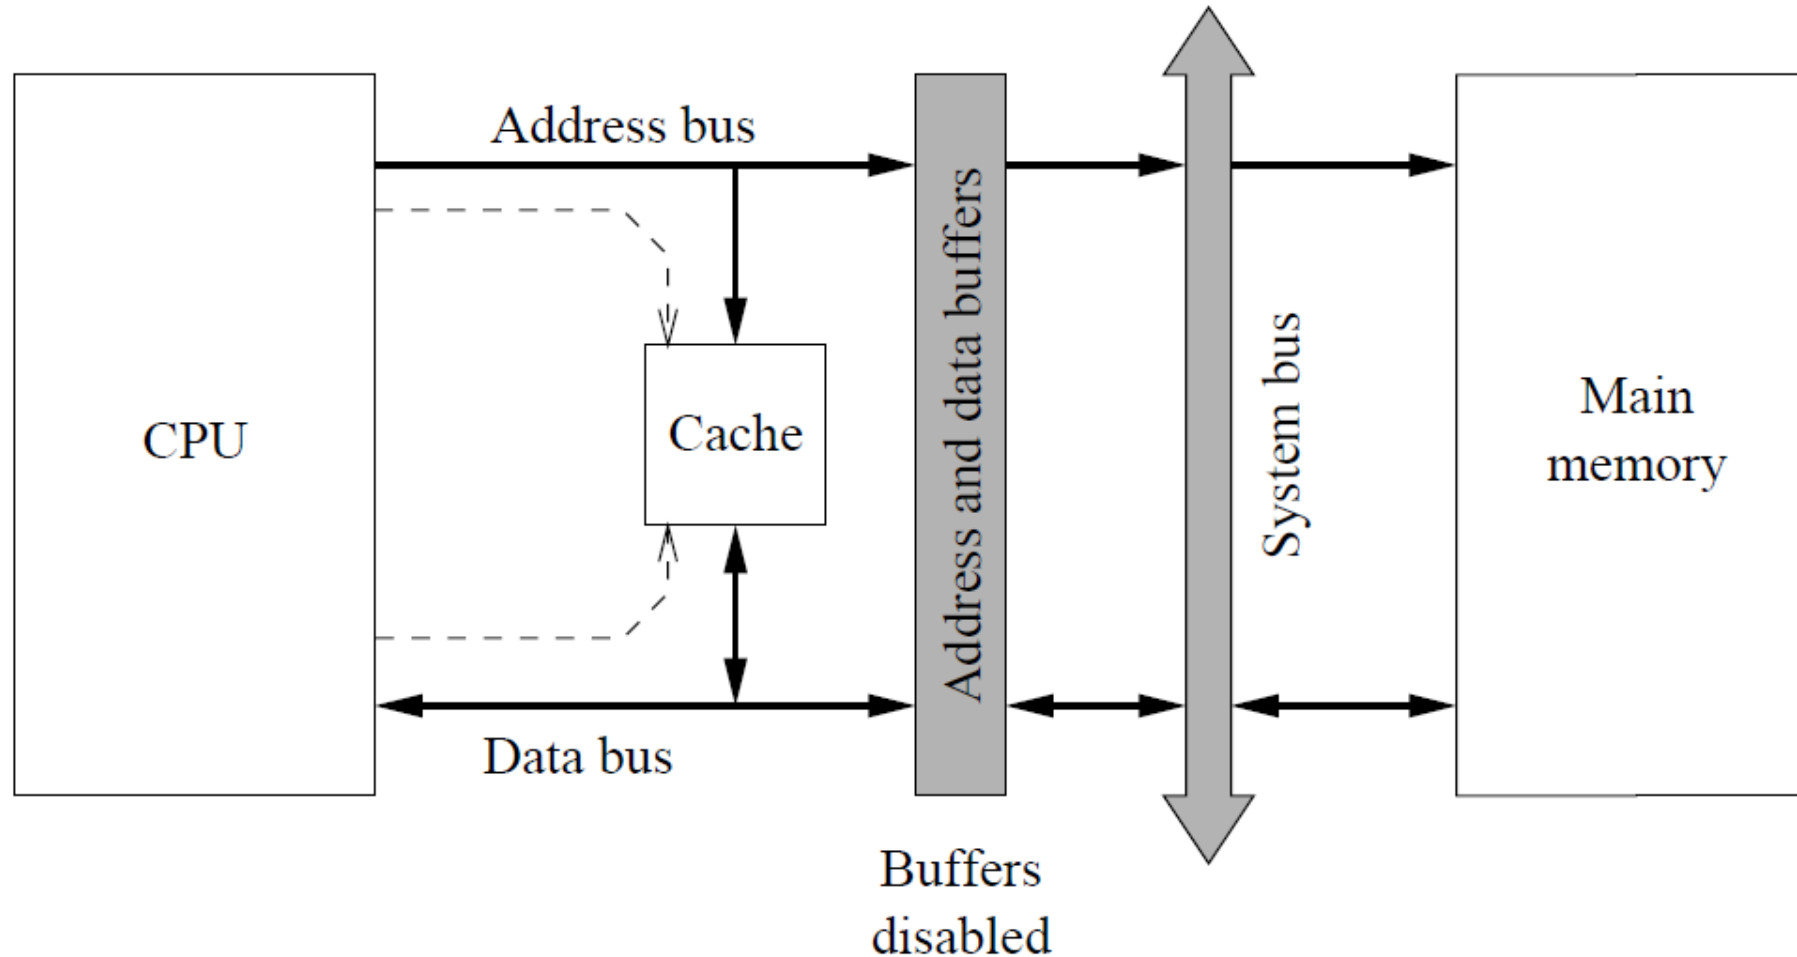 Address bus
CPU
Cache
Address and data buffers
System bus
Main
memory
Data bus
Buffers
disabled